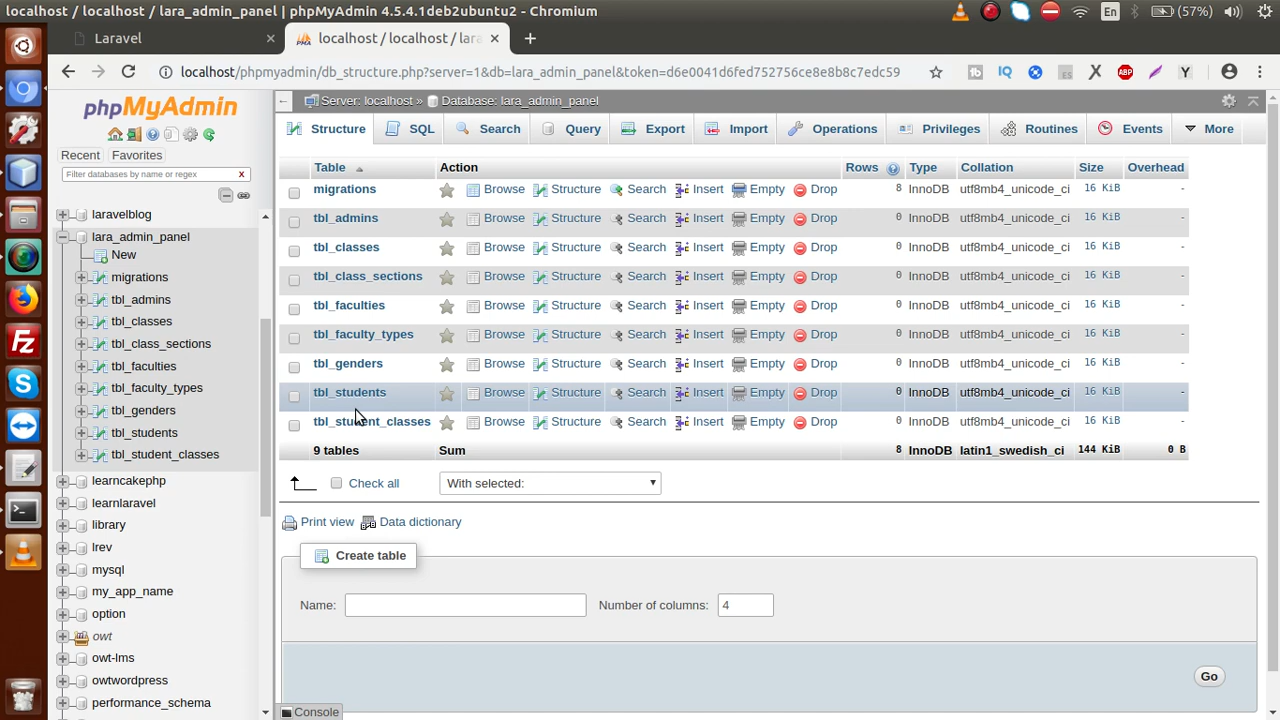 localhost / localhost / lara_admin_panel | phpMyAdmin 4.5.4.1deb2ubuntu2 - Chromium
En
(57%)
Laravel
localhost / localhost / lara
localhost/phpmyadmin/db_structure.phpserver=1&db=lara_admin_panel&token=d6e0041d6fed752756ce8e8b8c7edc59
phpMyAdmin
Recent Favorites
Filter databases by name or regex X
laravelblog
lara_admin_panel
New
migrations
tbl_admins
tbl_classes
tbl_class_sections
tbl_faculties
tbl_faculty_types
tbl_genders
tbl_students
tbl_student_classes
learncakephp
learnlaravel
library
lrev
mysql
my_app_name
option
owt
owt-lms
owtwordpress
performance_schema
Server: localhost » Database: lara_admin_panel
Structure SQL Search Query Export Import Operations Privileges Routines Events More
Table Action Rows Type Collation Size Overhead
migrations Browse Structure Search Insert Empty Drop 8 InnoDB utf8mb4_unicode_ci 16 KiB -
tbl_admins Browse Structure Search Insert Empty Drop 0 InnoDB utf8mb4_unicode_ci 16 KiB -
tbl_classes Browse Structure Search Insert Empty Drop 0 InnoDB utf8mb4_unicode_ci 16 KiB -
tbl_class_sections Browse Structure Search Insert Empty Drop 0 InnoDB utf8mb4_unicode_ci 16 KiB -
tbl_faculties Browse Structure Search Insert Empty Drop 0 InnoDB utf8mb4_unicode_ci 16 KiB -
tbl_faculty_types Browse Structure Search Insert Empty Drop 0 InnoDB utf8mb4_unicode_ci 16 KiB -
tbl_genders Browse Structure Search Insert Empty Drop 0 InnoDB utf8mb4_unicode_ci 16 KiB -
tbl_students Browse Structure Search Insert Empty Drop 0 InnoDB utf8mb4_unicode_ci 16 KiB -
tbl_student_classes Browse Structure Search Insert Empty Drop 0 InnoDB utf8mb4_unicode_ci 16 KiB -
9 tables Sum 8 InnoDB latin1_swedish_ci 144 KiB 0 B
Check all With selected:
Print view Data dictionary
Create table
Name: Number of columns: 4
Go
Console